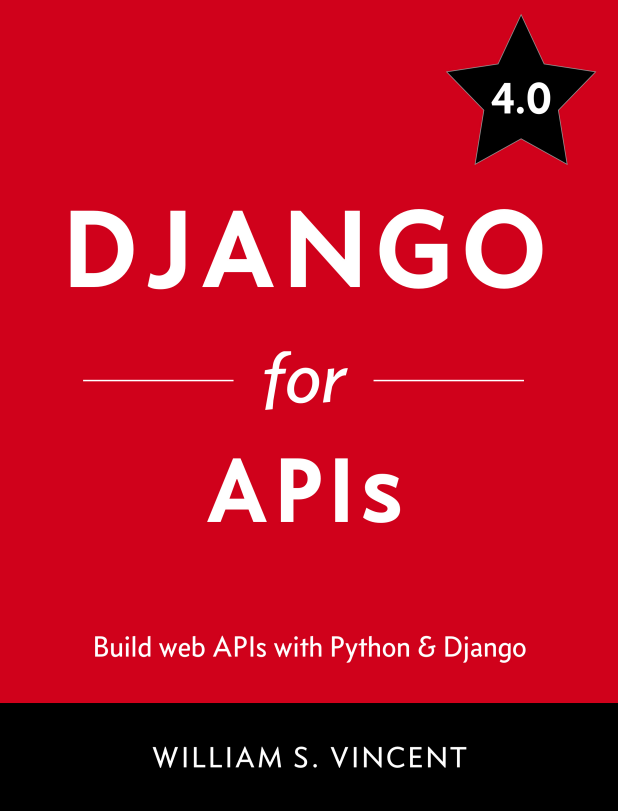 4.0
DJANGO
for
APIs
Build web APIs with Python & Django
WILLIAM S. VINCENT